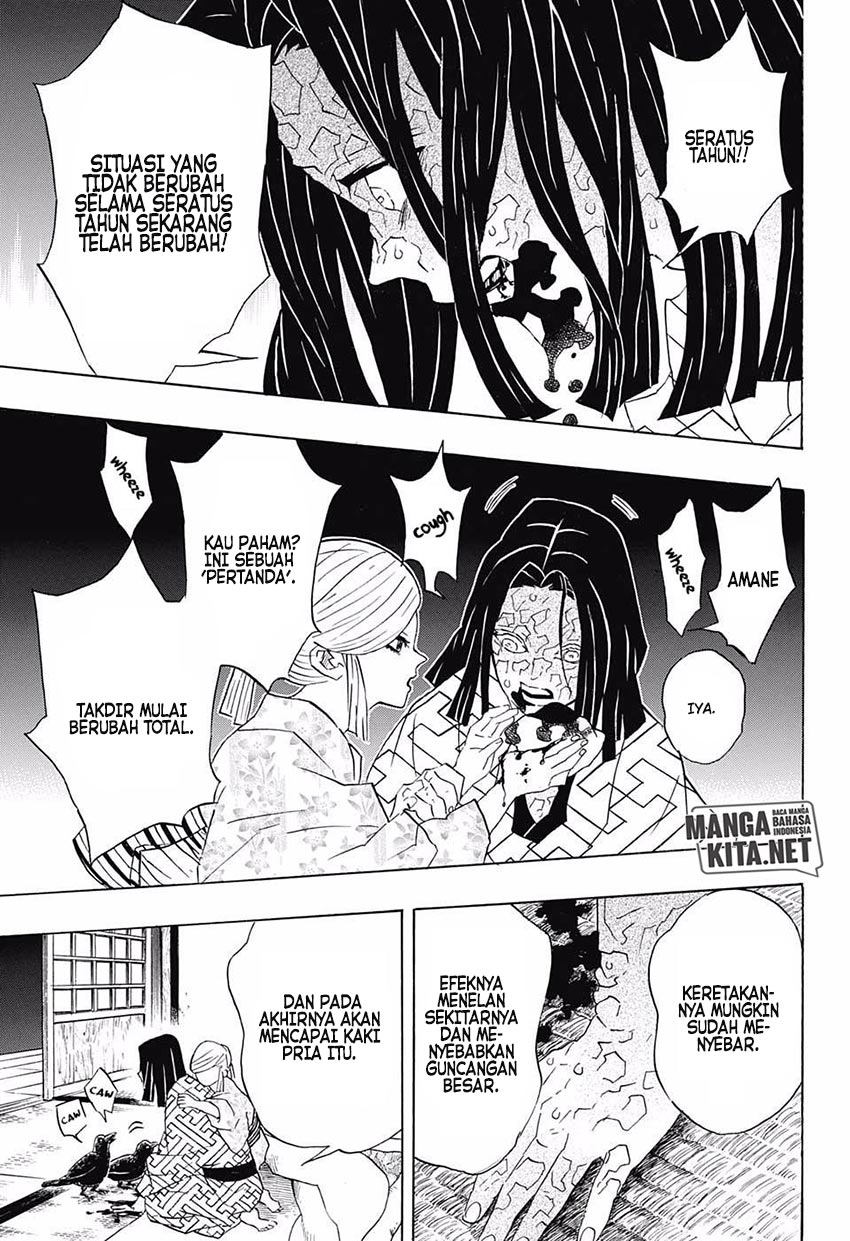 SERATUS
TAHUN!!
SITUASI YANG
TIDAK BERUBAH
SELAMA SERATUS
TAHUN SEKARANG
TELAH BERUBAH!
wheeze
AMANE
cough
IYA.
KAU PAHAM?
INI SEBUAH
'PERTANDA'.
wheeze
TAKDIR MULAI
BERUBAH TOTAL.
MANGA
KITA.NET
BACA MANGA
BAHASA
INDONESIA
KERETAKAN-
NYA MUNGKIN
SUDAH ME-
NYEBAR.
EFEKNYA
MENELAN
SEKITARNYA
DAN ME-
NYEBABKAN
GUNCANGAN
BESAR.
DAN PADA
AKHIRNYA AKAN
MENCAPAI KAKI
PRIA ITU.
CAW
CAW